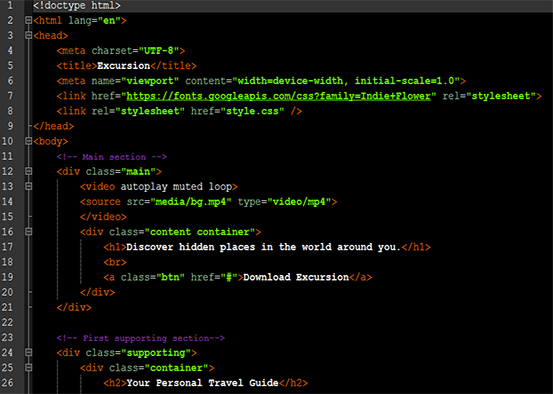 1 <!doctype html>
2 <html lang="en">
3 <head>
4 <meta charset="UTF-8">
5 <title>Excursion</title>
6 <meta name="viewport" content="width=device-width, initial-scale=1.0">
7 <link href="https://fonts.googleapis.com/css?family=Indie+Flower" rel="stylesheet">
8 <link rel="stylesheet" href="style.css" />
9 </head>
10 <body>
11 <!-- Main section -->
12 <div class="main">
13 <video autoplay muted loop>
14 <source src="media/bg.mp4" type="video/mp4">
15 </video>
16 <div class="content container">
17 <h1>Discover hidden places in the world around you.</h1>
18 <br>
19 <a class="btn" href="#">Download Excursion</a>
20 </div>
21 </div>
22
23 <!-- First supporting section-->
24 <div class="supporting">
25 <div class="container">
26 <h2>Your Personal Travel Guide</h2>